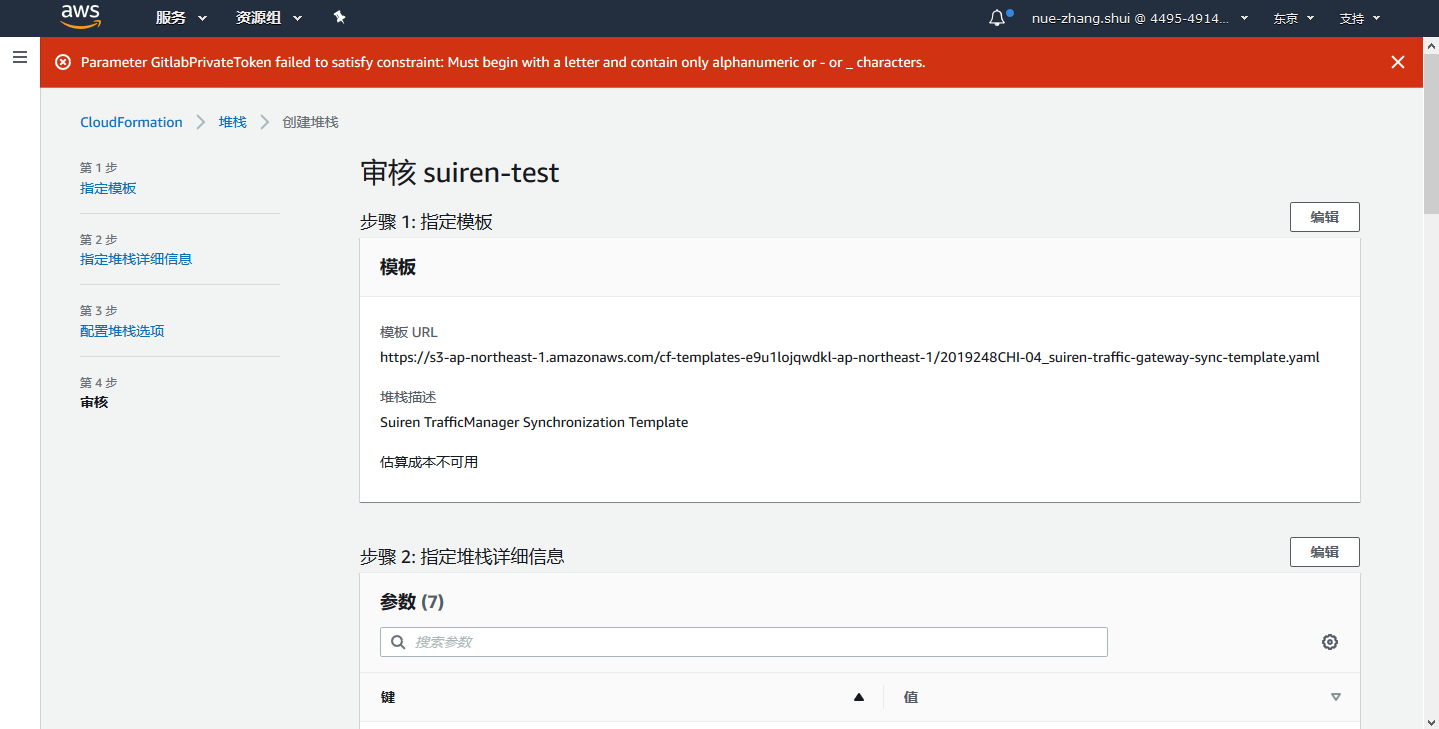 aws 服务 资源组 nue-zhang.shui @ 4495-4914... 东京 支持
Parameter GitlabPrivateToken failed to satisfy constraint: Must begin with a letter and contain only alphanumeric or - or _ characters.
CloudFormation 堆栈 创建堆栈
第 1 步
指定模板
第 2 步
指定堆栈详细信息
第 3 步
配置堆栈选项
第 4 步
审核
审核 suiren-test
步骤 1: 指定模板
编辑
模板
模板 URL
https://s3-ap-northeast-1.amazonaws.com/cf-templates-e9u1lojqwdkl-ap-northeast-1/2019248CHI-04_suiren-traffic-gateway-sync-template.yaml
堆栈描述
Suiren TrafficManager Synchronization Template
估算成本不可用
步骤 2: 指定堆栈详细信息
编辑
参数 (7)
搜索参数
键 值